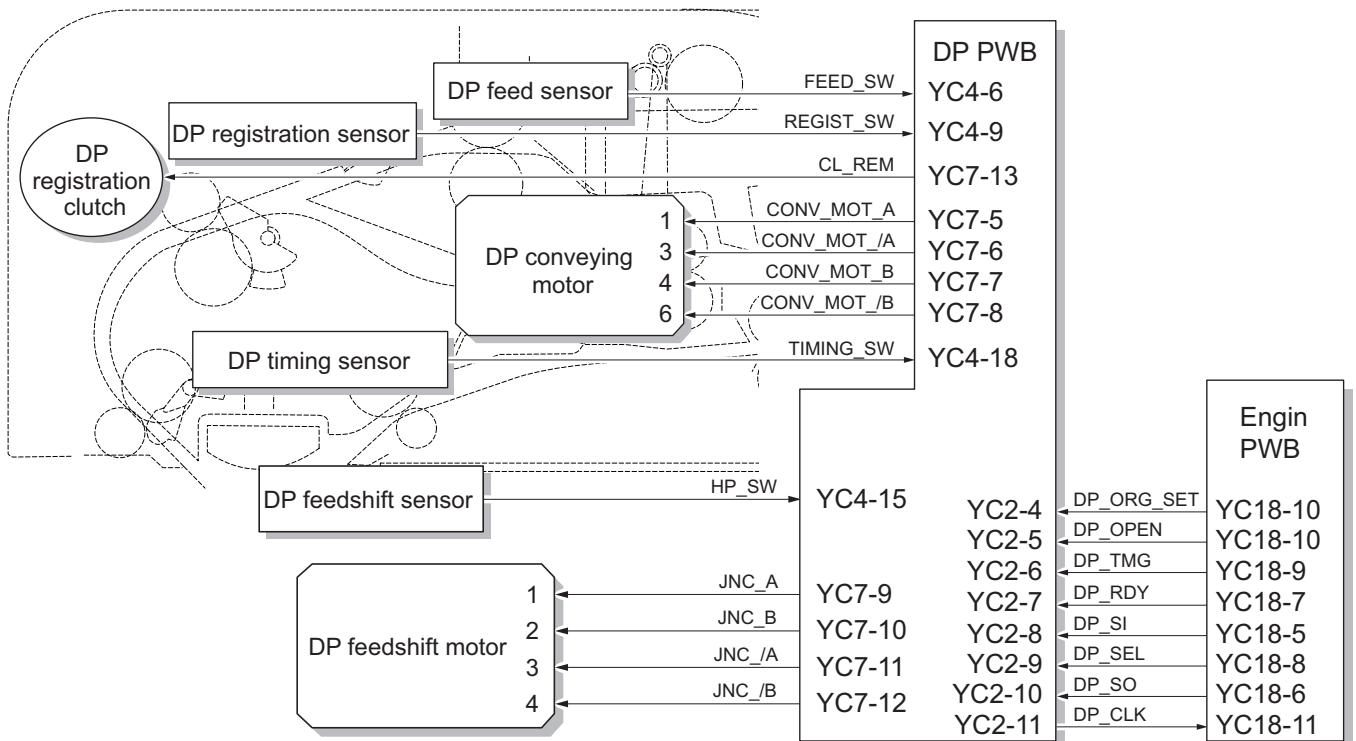 DP PWB
DP feed sensor
FEED_SW
YC4-6
DP registration sensor
REGIST_SW
YC4-9
DP
registration
clutch
CL_REM
YC7-13
DP conveying
motor
1
CONV_MOT_A
YC7-5
3
CONV_MOT_/A
YC7-6
4
CONV_MOT_B
YC7-7
6
CONV_MOT_/B
YC7-8
DP timing sensor
TIMING_SW
YC4-18
Engin
PWB
DP feedshift sensor
HP_SW
YC4-15
YC2-4
DP_ORG_SET
YC18-10
YC2-5
DP_OPEN
YC18-10
YC2-6
DP_TMG
YC18-9
YC2-7
DP_RDY
YC18-7
YC2-8
DP_SI
YC18-5
YC2-9
DP_SEL
YC18-8
YC2-10
DP_SO
YC18-6
YC2-11
DP_CLK
YC18-11
DP feedshift motor
1
JNC_A
YC7-9
2
JNC_B
YC7-10
3
JNC_/A
YC7-11
4
JNC_/B
YC7-12